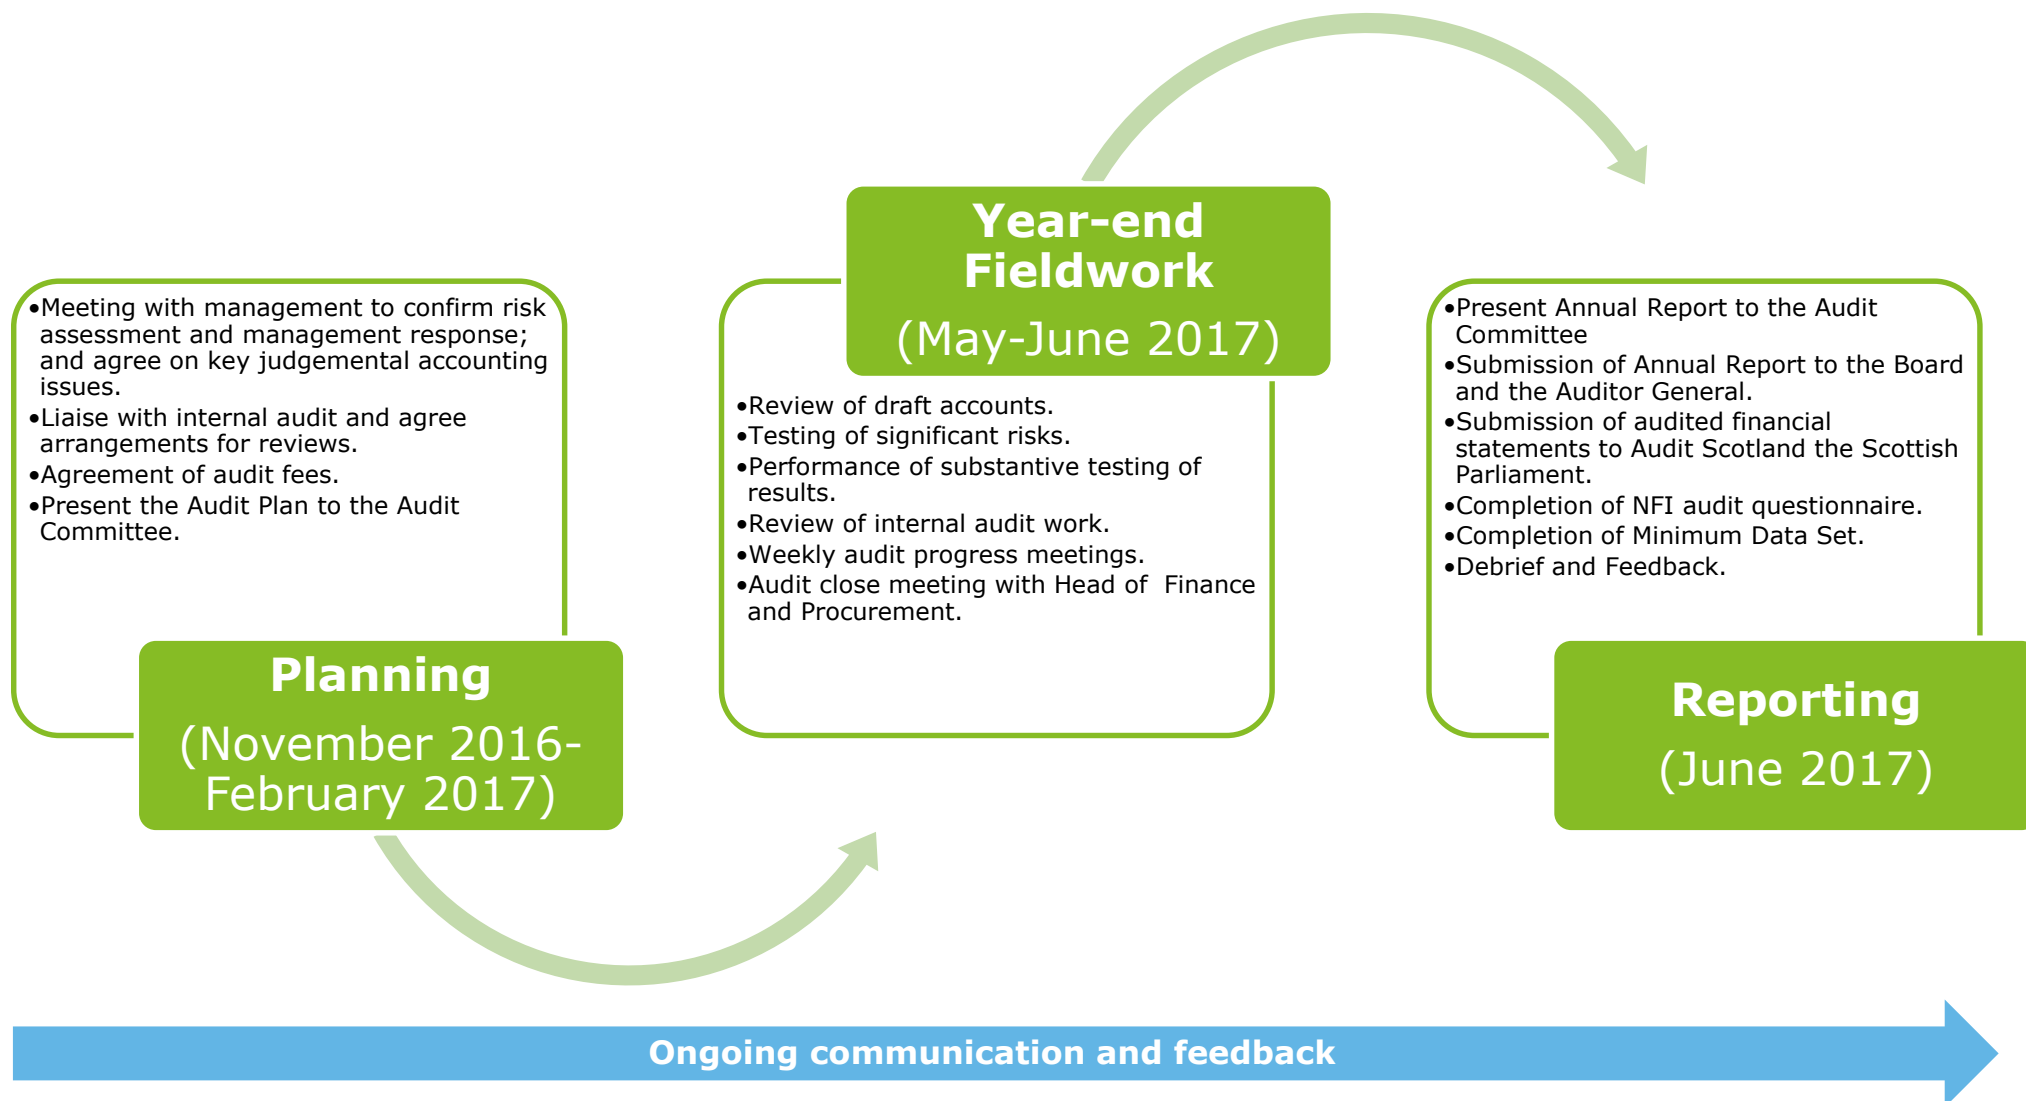 •Meeting with management to confirm risk
assessment and management response;
and agree on key judgemental accounting
issues.
•Liaise with internal audit and agree
arrangements for reviews.
•Agreement of audit fees.
•Present the Audit Plan to the Audit
Committee.
Planning
(November 2016-
February 2017)
Year-end
Fieldwork
(May-June 2017)
•Review of draft accounts.
•Testing of significant risks.
•Performance of substantive testing of
results.
•Review of internal audit work.
•Weekly audit progress meetings.
•Audit close meeting with Head of  Finance
and Procurement.
•Present Annual Report to the Audit
Committee
•Submission of Annual Report to the Board
and the Auditor General.
•Submission of audited financial
statements to Audit Scotland the Scottish
Parliament.
•Completion of NFI audit questionnaire.
•Completion of Minimum Data Set.
•Debrief and Feedback.
Reporting
(June 2017)
Ongoing communication and feedback